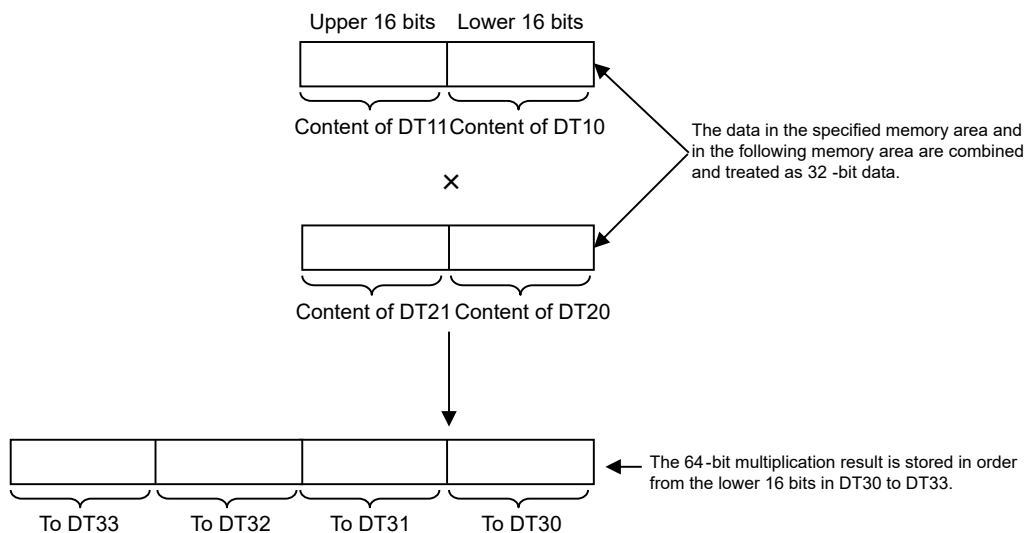 Upper 16 bits Lower 16 bits
Content of DT11 Content of DT10
The data in the specified memory area and
in the following memory area are combined
and treated as 32 -bit data.
×
Content of DT21 Content of DT20
The 64-bit multiplication result is stored in order
from the lower 16 bits in DT30 to DT33.
To DT33 To DT32 To DT31 To DT30